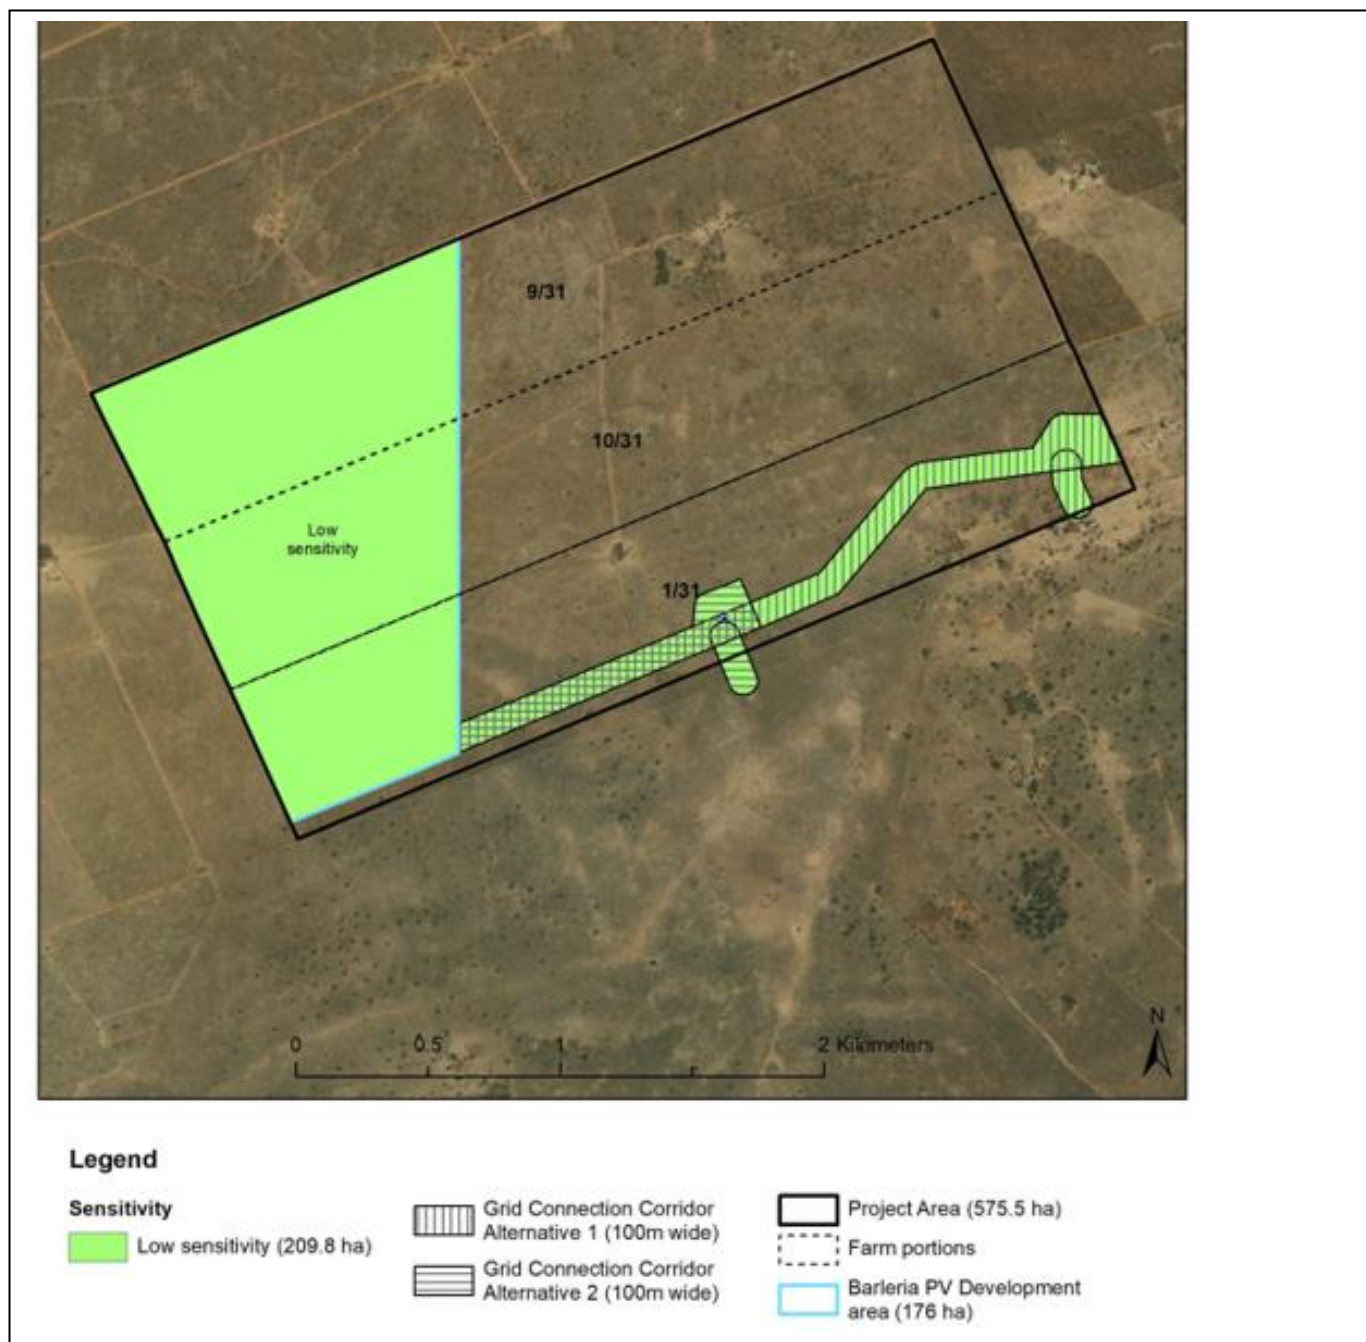 9/31
10/31
Low
sensitivity
1/31
0 0.5 1 2 Kilometers
N
Legend
Sensitivity
Low sensitivity (209.8 ha)
Grid Connection Corridor
Alternative 1 (100m wide)
Grid Connection Corridor
Alternative 2 (100m wide)
Project Area (575.5 ha)
Farm portions
Barleria PV Development
area (176 ha)